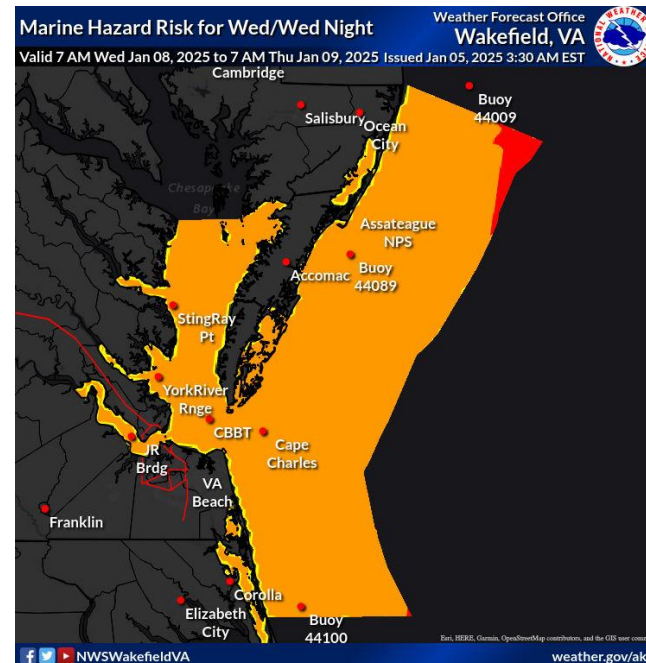 Marine Hazard Risk for Wed/Wed Night
Weather Forecast Office
Wakefield, VA
Valid 7 AM Wed Jan 08, 2025 to 7 AM Thu Jan 09, 2025 Issued Jan 05, 2025 3:30 AM EST
Cambridge
Salisbury
Ocean
City
Buoy
44009
Chesapeake
Bay
Assateague
NPS
Accomac
Buoy
44089
StingRay
Pt
YorkRiver
Rnge
CBBT
Cape
Charles
JR
Brdg
VA
Beach
Franklin
Corolla
Elizabeth
City
Buoy
44100
Esri, HERE, Garmin, OpenStreetMap contributors, and the GIS user comm
NWSWakefieldVA
weather.gov/ak